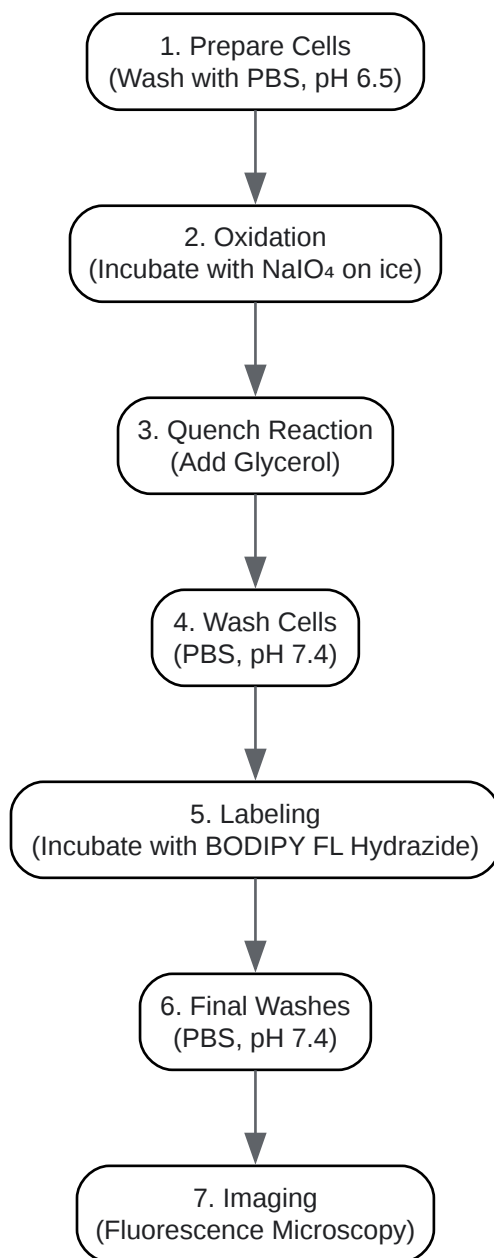 1. Prepare Cells
(Wash with PBS, pH 6.5)
2. Oxidation
(Incubate with NaIO₄ on ice)
3. Quench Reaction
(Add Glycerol)
4. Wash Cells
(PBS, pH 7.4)
5. Labeling
(Incubate with BODIPY FL Hydrazide)
6. Final Washes
(PBS, pH 7.4)
7. Imaging
(Fluorescence Microscopy)